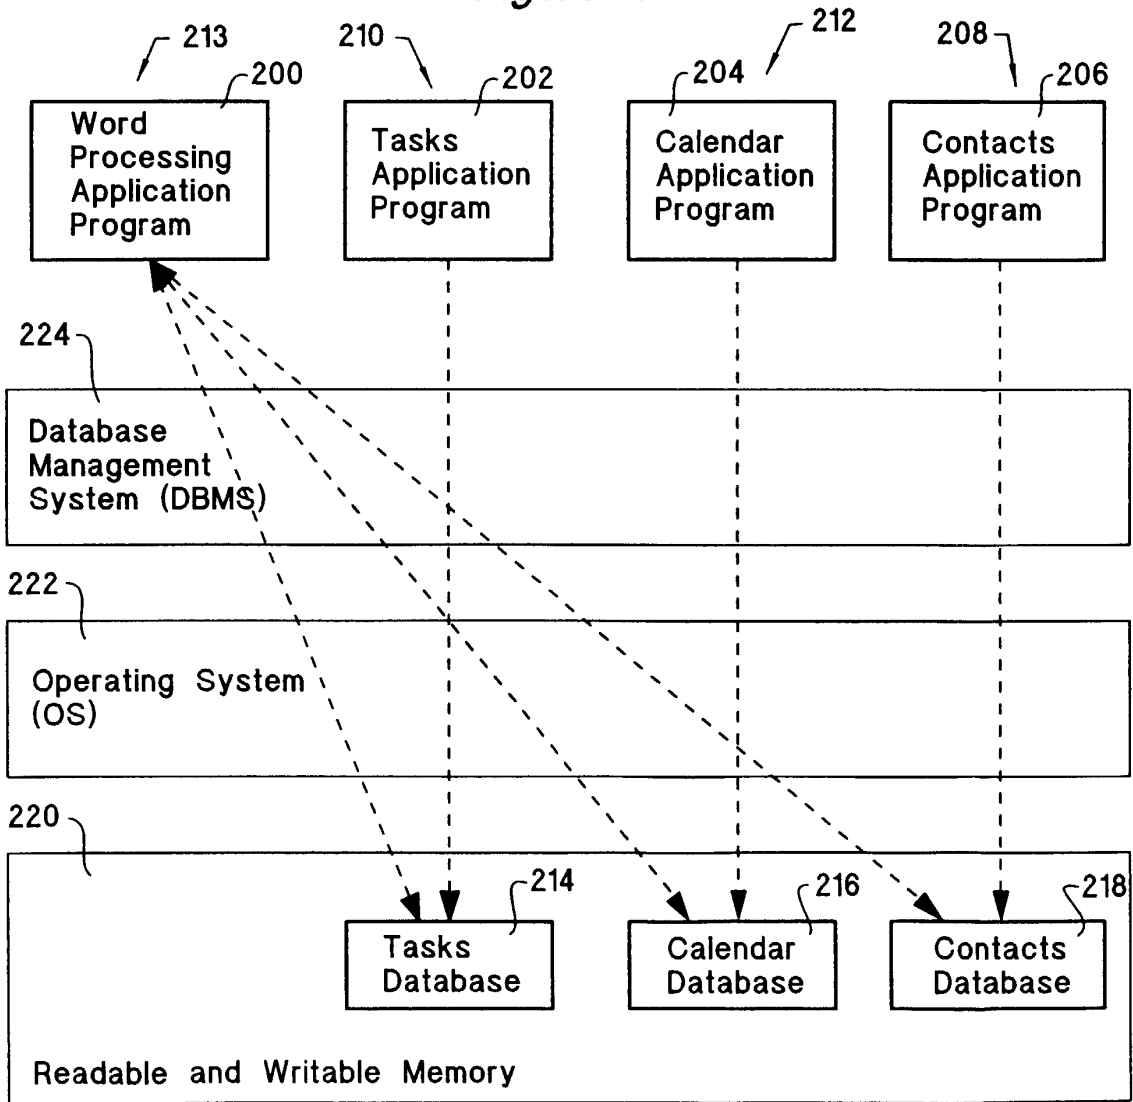 213
210
212
208
200
202
204
206
Word
Processing
Application
Program
Tasks
Application
Program
Calendar
Application
Program
Contacts
Application
Program
224
Database
Management
System (DBMS)
222
Operating System
(OS)
220
214
216
218
Tasks
Database
Calendar
Database
Contacts
Database
Readable and Writable Memory